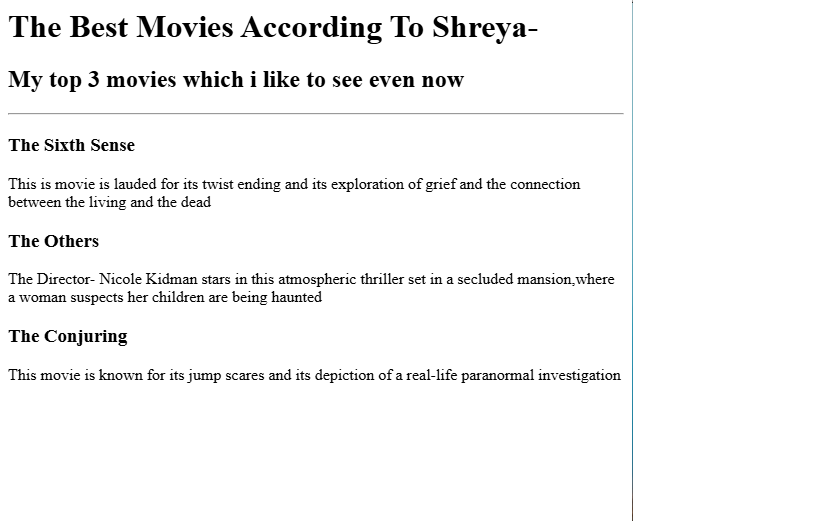 The Best Movies According To Shreya-
My top 3 movies which i like to see even now
The Sixth Sense
This is movie is lauded for its twist ending and its exploration of grief and the connection
between the living and the dead
The Others
The Director- Nicole Kidman stars in this atmospheric thriller set in a secluded mansion,where
a woman suspects her children are being haunted
The Conjuring
This movie is known for its jump scares and its depiction of a real-life paranormal investigation